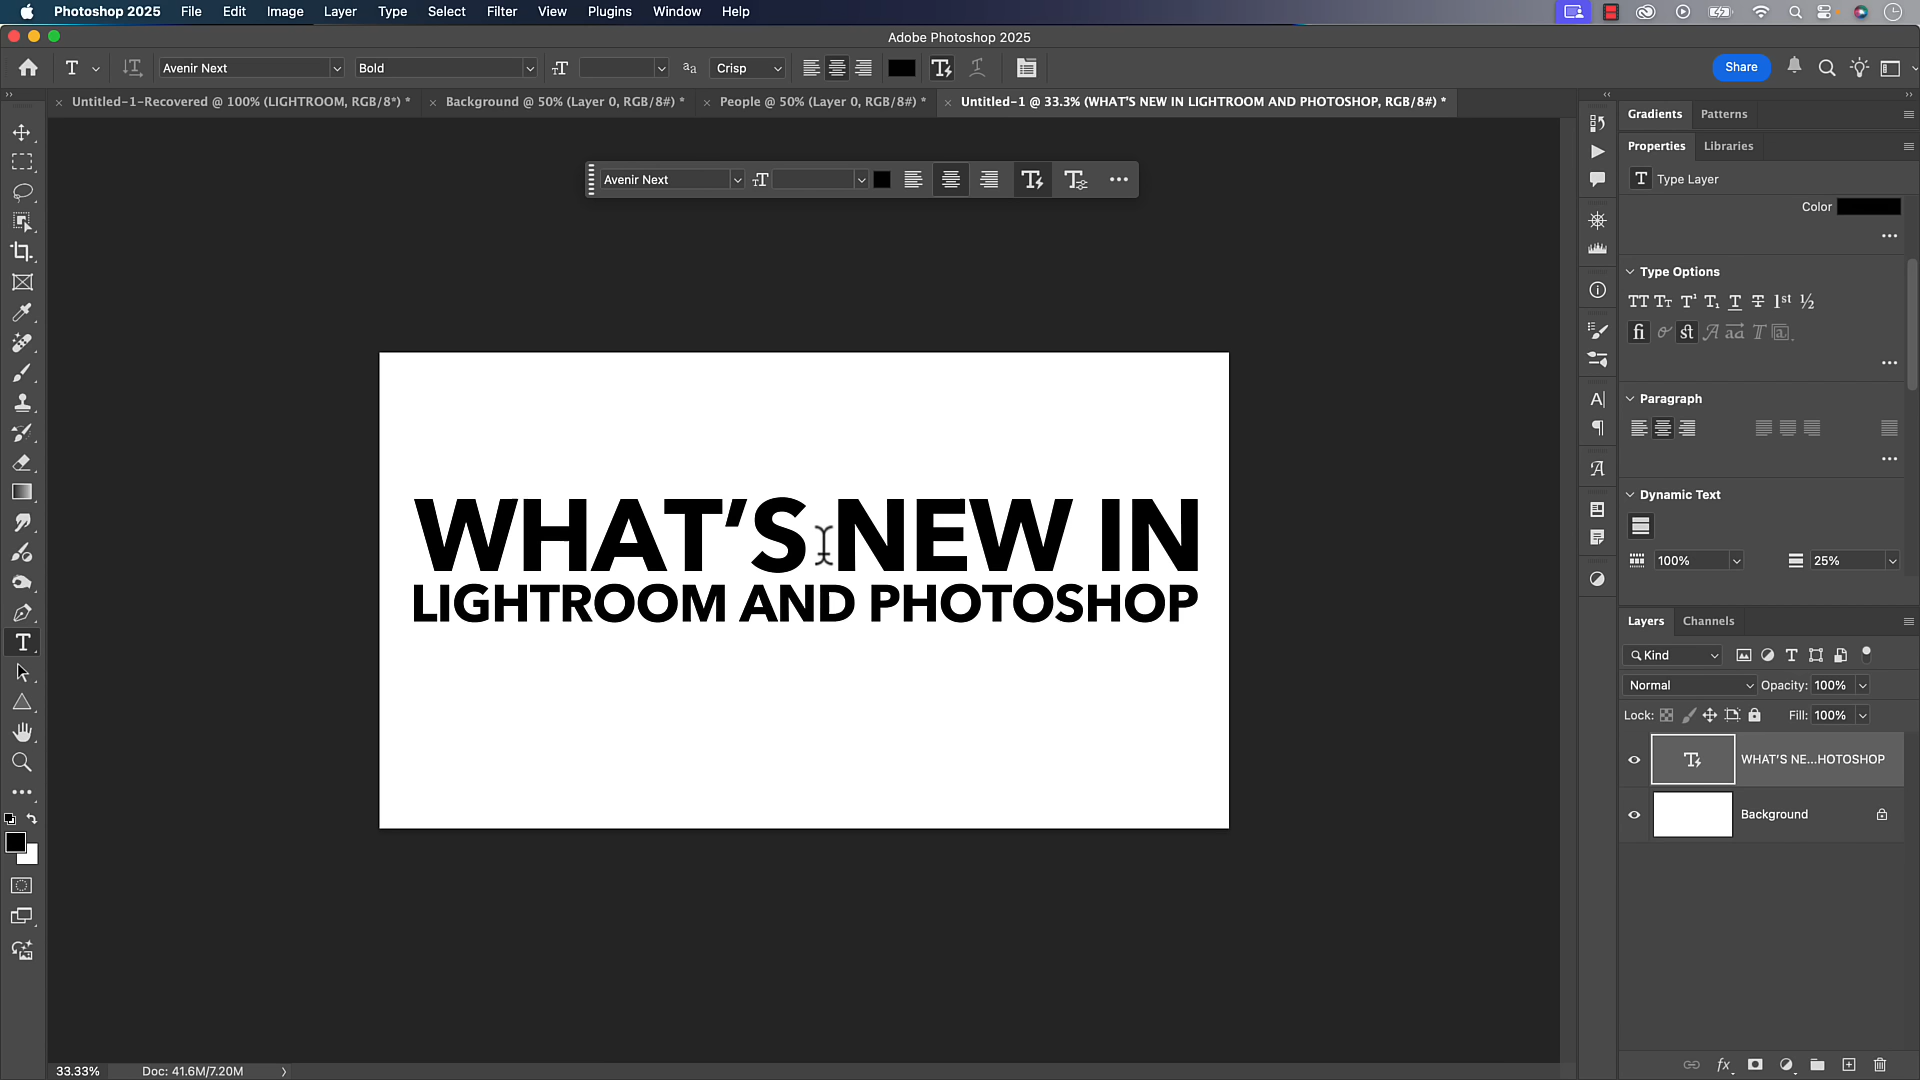 Photoshop 2025 File Edit Image Layer Type Select Filter View Plugins Window Help
Adobe Photoshop 2025
Avenir Next Bold Crisp Share
Untitled-1-Recovered @ 100% (LIGHTROOM, RGB/8*) * Background @ 50% (Layer 0, RGB/8#) * People @ 50% (Layer 0, RGB/8#) * Untitled-1 @ 33.3% (WHAT'S NEW IN LIGHTROOM AND PHOTOSHOP, RGB/8#) *
Gradients Patterns
Properties Libraries
Avenir Next
Type Layer
Color
Type Options
Paragraph
Dynamic Text
100% 25%
WHAT'S NEW IN
LIGHTROOM AND PHOTOSHOP
Layers Channels
Kind
Normal Opacity: 100%
Lock: Fill: 100%
WHAT'S NE...HOTOSHOP
Background
33.33% Doc: 41.6M/7.20M